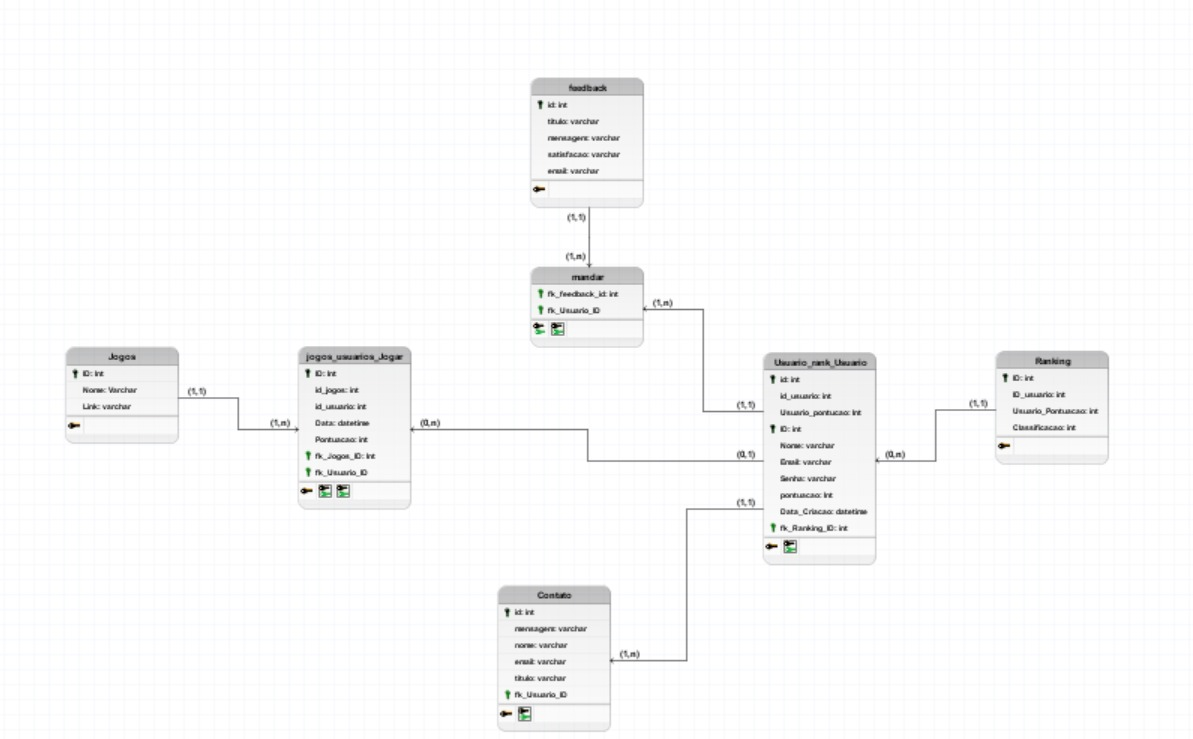 feedback
id: int
titulo: varchar
mensagem: varchar
satisfacao: varchar
email: varchar
(1,1)
(1,n)
mandar
fk_feedback_id: int
fk_Usuario_ID
(1,n)
Jogos
ID: int
Nome: Varchar
Link: varchar
(1,1)
(1,n)
jogos_usuarios_Jogar
ID: int
id_jogos: int
id_usuario: int
Data: datetime
Pontuacao: int
fk_Jogos_ID: int
fk_Usuario_ID
(0,n)
Usuario_rank_Usuario
id: int
id_usuario: int
Usuario_pontucao: int
ID: int
Nome: varchar
Email: varchar
Senha: varchar
pontuacao: int
Data_Criacao: datetime
fk_Ranking_ID: int
(1,1)
(0,1)
(1,1)
(0,n)
(1,1)
Ranking
ID: int
ID_usuario: int
Usuario_Pontuacao: int
Classificacao: int
Contato
id: int
mensagem: varchar
nome: varchar
email: varchar
titulo: varchar
fk_Usuario_ID
(1,n)